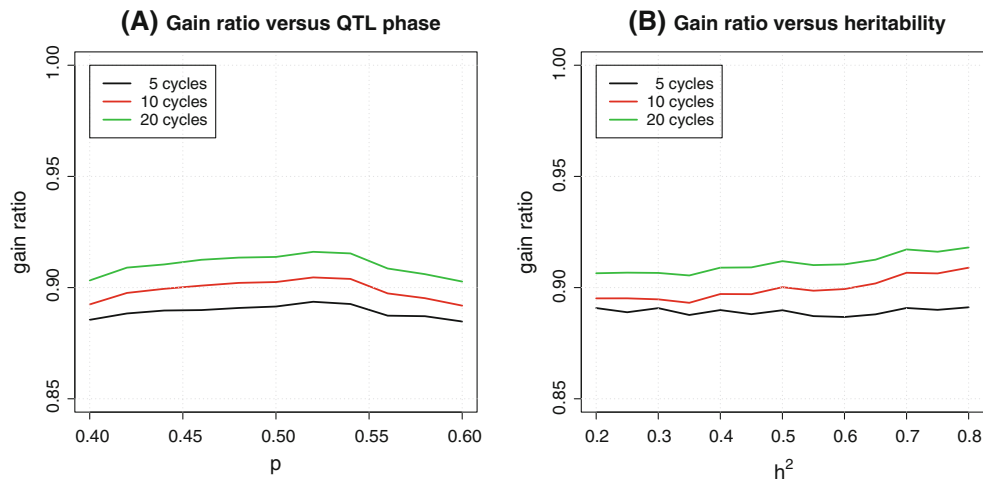 (A) Gain ratio versus QTL phase
1.00
0.95
0.90
0.85
gain ratio
5 cycles
10 cycles
20 cycles
0.40 0.45 0.50 0.55 0.60
p
(B) Gain ratio versus heritability
1.00
0.95
0.90
0.85
gain ratio
5 cycles
10 cycles
20 cycles
0.2 0.3 0.4 0.5 0.6 0.7 0.8
h²